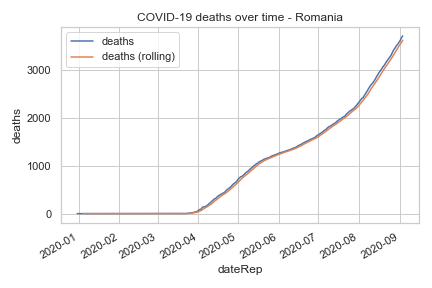 COVID-19 deaths over time - Romania
deaths
deaths (rolling)
deaths
3000
2000
1000
0
2020-01
2020-02
2020-03
2020-04
2020-05
2020-06
2020-07
2020-08
2020-09
dateRep